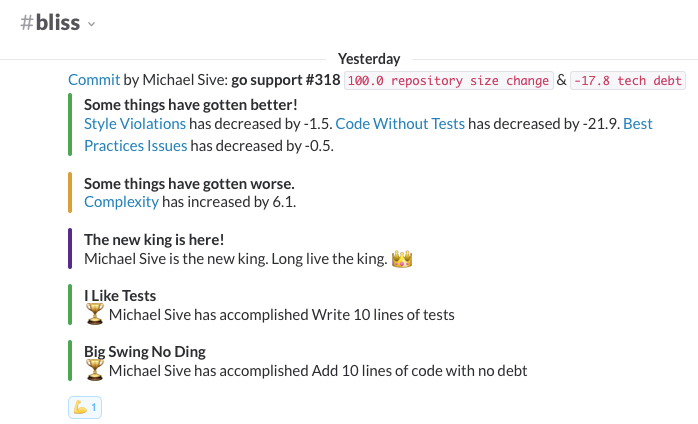 #bliss
Yesterday
Commit by Michael Sive: go support #318 100.0 repository size change & -17.8 tech debt
Some things have gotten better!
Style Violations has decreased by -1.5. Code Without Tests has decreased by -21.9. Best
Practices Issues has decreased by -0.5.
Some things have gotten worse.
Complexity has increased by 6.1.
The new king is here!
Michael Sive is the new king. Long live the king. 👑
I Like Tests
🏆 Michael Sive has accomplished Write 10 lines of tests
Big Swing No Ding
🏆 Michael Sive has accomplished Add 10 lines of code with no debt
💪 1